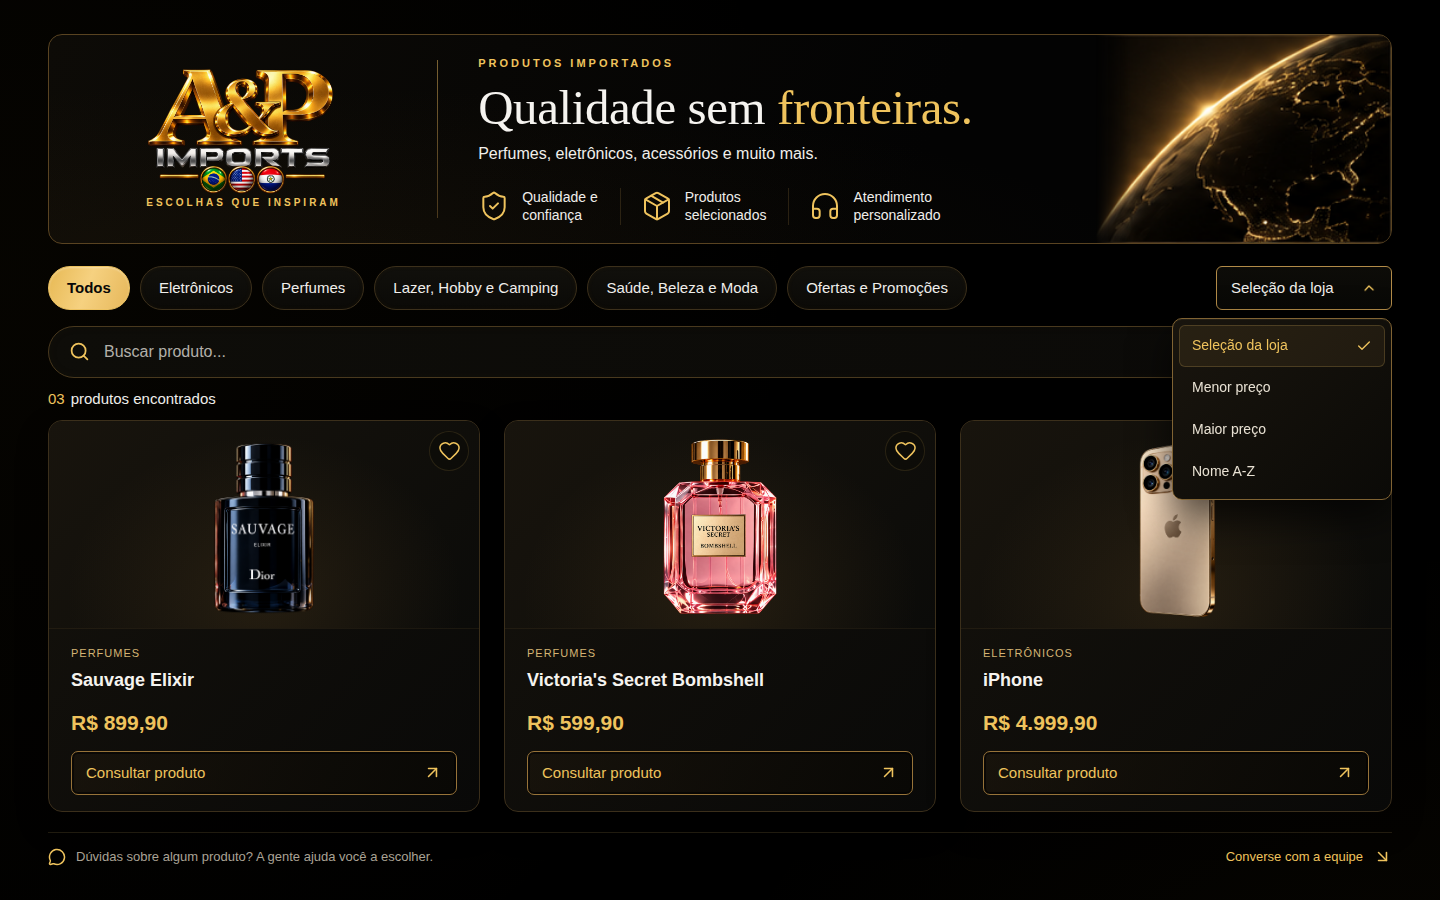 A&P
IMPORTS
ESCOLHAS QUE INSPIRAM
PRODUTOS IMPORTADOS
Qualidade sem fronteiras.
Perfumes, eletrônicos, acessórios e muito mais.
Qualidade e
confiança
Produtos
selecionados
Atendimento
personalizado
Todos
Eletrônicos
Perfumes
Lazer, Hobby e Camping
Saúde, Beleza e Moda
Ofertas e Promoções
Seleção da loja
Buscar produto...
Seleção da loja
Menor preço
Maior preço
Nome A-Z
03 produtos encontrados
SAUVAGE
ELIXIR
Dior
VICTORIA'S
SECRET
BOMBSHELL
PERFUMES
Sauvage Elixir
R$ 899,90
Consultar produto
PERFUMES
Victoria's Secret Bombshell
R$ 599,90
Consultar produto
ELETRÔNICOS
iPhone
R$ 4.999,90
Consultar produto
Dúvidas sobre algum produto? A gente ajuda você a escolher.
Converse com a equipe